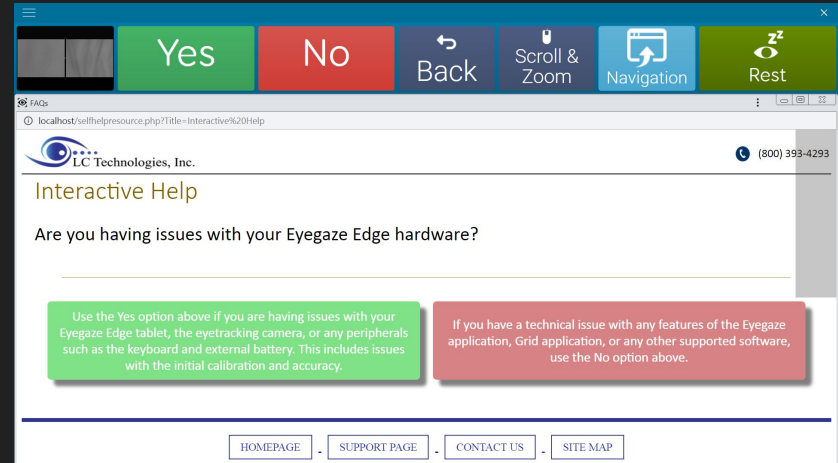 Yes
No
Back
Scroll &
Zoom
Navigation
zZ
Rest
FAQs
localhost/selfhelpresource.php?Title=Interactive%20Help
LC Technologies, Inc.
(800) 393-4293
Interactive Help
Are you having issues with your Eyegaze Edge hardware?
Use the Yes option above if you are having issues with your
Eyegaze Edge tablet, the eyetracking camera, or any peripherals
such as the keyboard and external battery. This includes issues
with the initial calibration and accuracy.
If you have a technical issue with any features of the Eyegaze
application, Grid application, or any other supported software,
use the No option above.
HOMEPAGE - SUPPORT PAGE - CONTACT US - SITE MAP